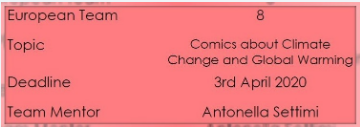 European Team 8
Topic Comics about Climate
Change and Global Warming
Deadline 3rd April 2020
Team Mentor Antonella Settimi